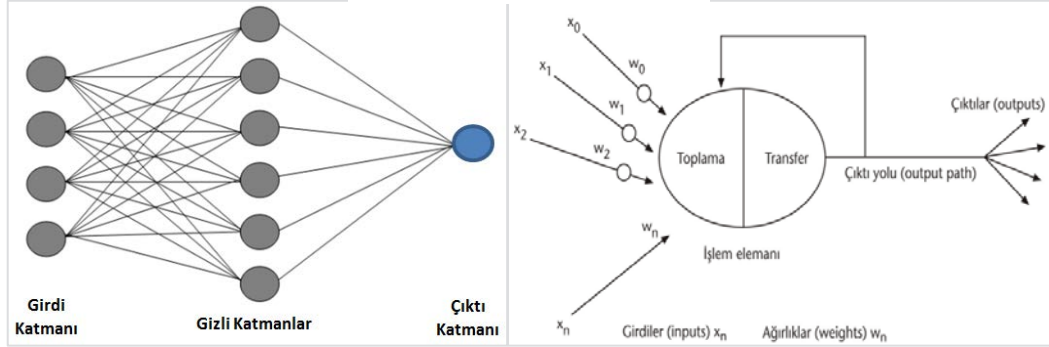 Girdi
Katmanı
Gizli Katmanlar
Çıktı
Katmanı
x0
x1
x2
xn
w0
w1
w2
wn
Toplama
Transfer
İşlem elemanı
Çıktılar (outputs)
Çıktı yolu (output path)
Girdiler (inputs) xn
Ağırlıklar (weights) wn